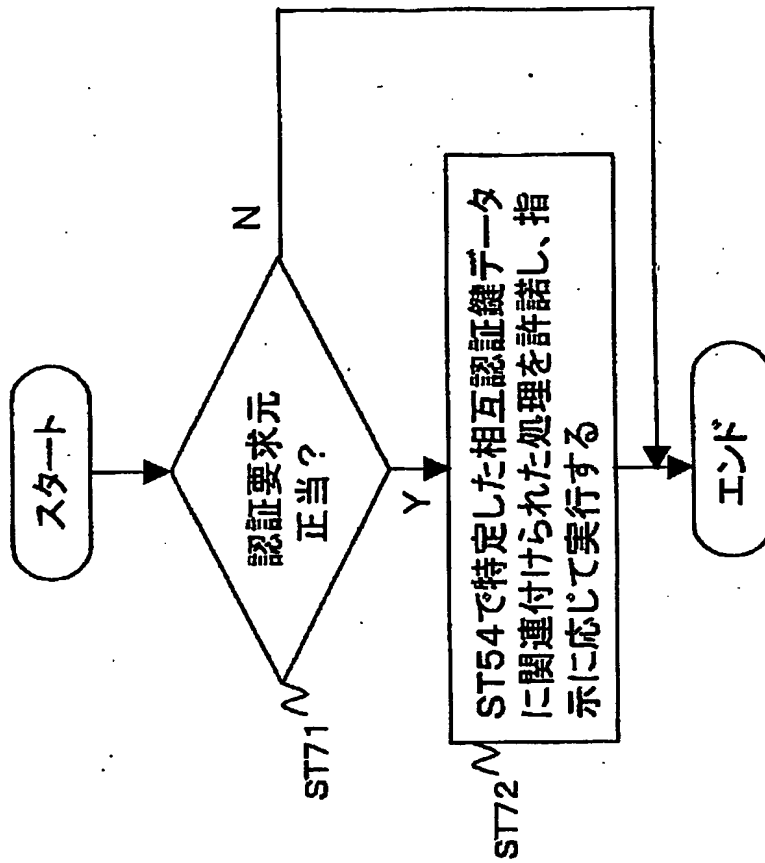 スタート
認証要求元
正当？
N
ST71
Y
ST54で特定した相互認証鍵データ
に関連付けられた処理を許諾し、指
示に応じて実行する
ST72
エンド